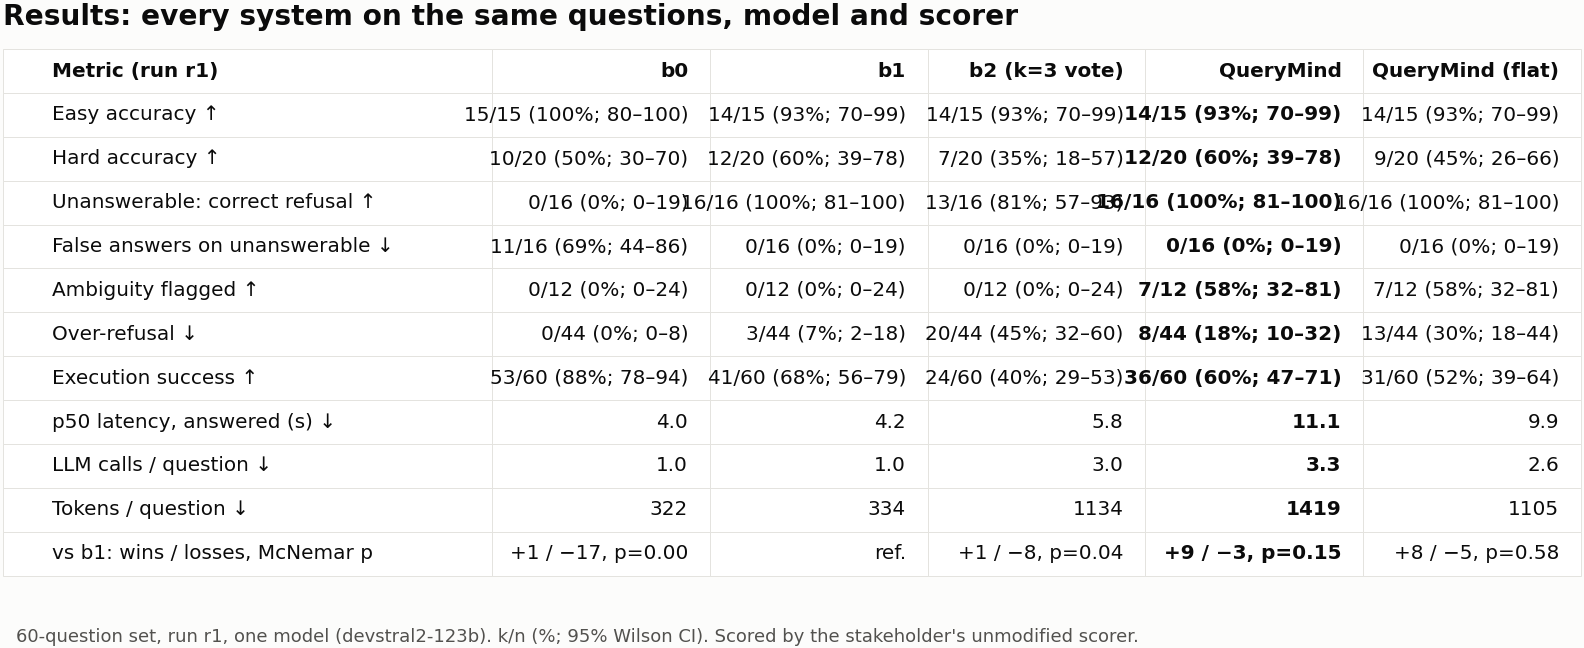 Results: every system on the same questions, model and scorer
Metric (run r1) b0 b1 b2 (k=3 vote) QueryMind QueryMind (flat)
Easy accuracy ↑ 15/15 (100%; 80–100) 14/15 (93%; 70–99) 14/15 (93%; 70–99) 14/15 (93%; 70–99) 14/15 (93%; 70–99)
Hard accuracy ↑ 10/20 (50%; 30–70) 12/20 (60%; 39–78) 7/20 (35%; 18–57) 12/20 (60%; 39–78) 9/20 (45%; 26–66)
Unanswerable: correct refusal ↑ 0/16 (0%; 0–19) 16/16 (100%; 81–100) 13/16 (81%; 57–93) 16/16 (100%; 81–100) 16/16 (100%; 81–100)
False answers on unanswerable ↓ 11/16 (69%; 44–86) 0/16 (0%; 0–19) 0/16 (0%; 0–19) 0/16 (0%; 0–19) 0/16 (0%; 0–19)
Ambiguity flagged ↑ 0/12 (0%; 0–24) 0/12 (0%; 0–24) 0/12 (0%; 0–24) 7/12 (58%; 32–81) 7/12 (58%; 32–81)
Over-refusal ↓ 0/44 (0%; 0–8) 3/44 (7%; 2–18) 20/44 (45%; 32–60) 8/44 (18%; 10–32) 13/44 (30%; 18–44)
Execution success ↑ 53/60 (88%; 78–94) 41/60 (68%; 56–79) 24/60 (40%; 29–53) 36/60 (60%; 47–71) 31/60 (52%; 39–64)
p50 latency, answered (s) ↓ 4.0 4.2 5.8 11.1 9.9
LLM calls / question ↓ 1.0 1.0 3.0 3.3 2.6
Tokens / question ↓ 322 334 1134 1419 1105
vs b1: wins / losses, McNemar p +1 / −17, p=0.00 ref. +1 / −8, p=0.04 +9 / −3, p=0.15 +8 / −5, p=0.58
60-question set, run r1, one model (devstral2-123b). k/n (%; 95% Wilson CI). Scored by the stakeholder's unmodified scorer.